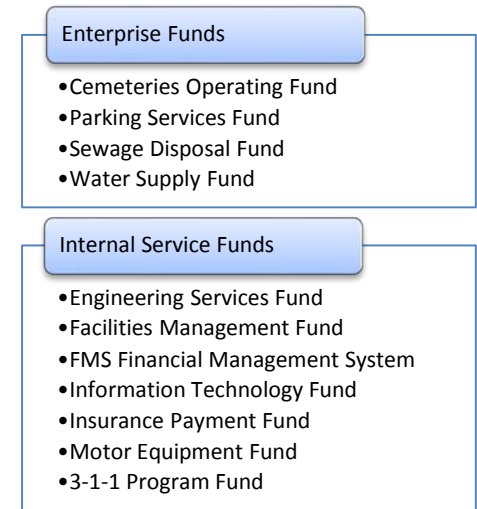 Enterprise Funds
•Cemeteries Operating Fund
•Parking Services Fund
•Sewage Disposal Fund
•Water Supply Fund
Internal Service Funds
•Engineering Services Fund
•Facilities Management Fund
•FMS Financial Management System
•Information Technology Fund
•Insurance Payment Fund
•Motor Equipment Fund
•3-1-1 Program Fund